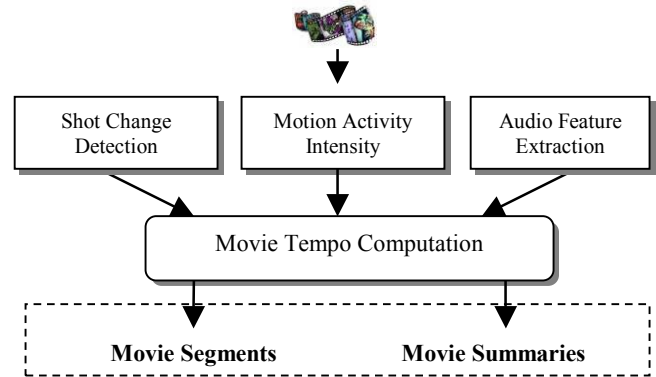 Shot Change
Detection
Motion Activity
Intensity
Audio Feature
Extraction
Movie Tempo Computation
Movie Segments
Movie Summaries